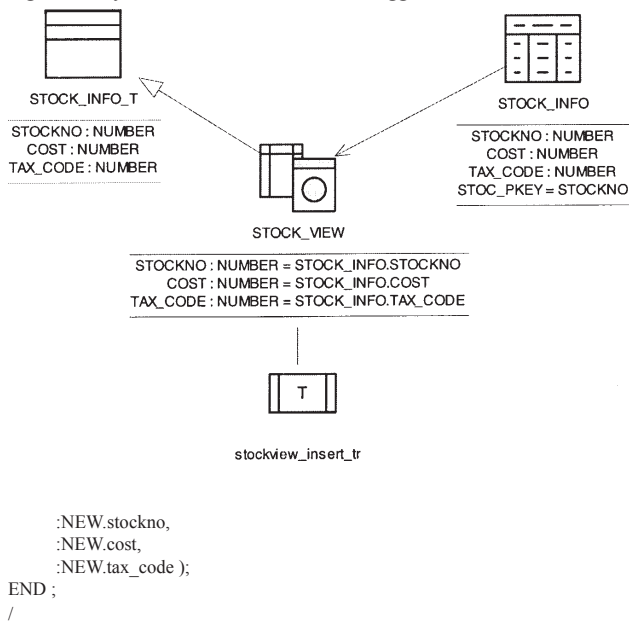 STOCK_INFO_T
STOCKNO : NUMBER
COST : NUMBER
TAX_CODE : NUMBER
STOCK_INFO
STOCKNO : NUMBER
COST : NUMBER
TAX_CODE : NUMBER
STOC_PKEY = STOCKNO
STOCK_VIEW
STOCKNO : NUMBER = STOCK_INFO.STOCKNO
COST : NUMBER = STOCK_INFO.COST
TAX_CODE : NUMBER = STOCK_INFO.TAX_CODE
T
stockview_insert_tr
:NEW.stockno,
:NEW.cost,
:NEW.tax_code );
END ;
/